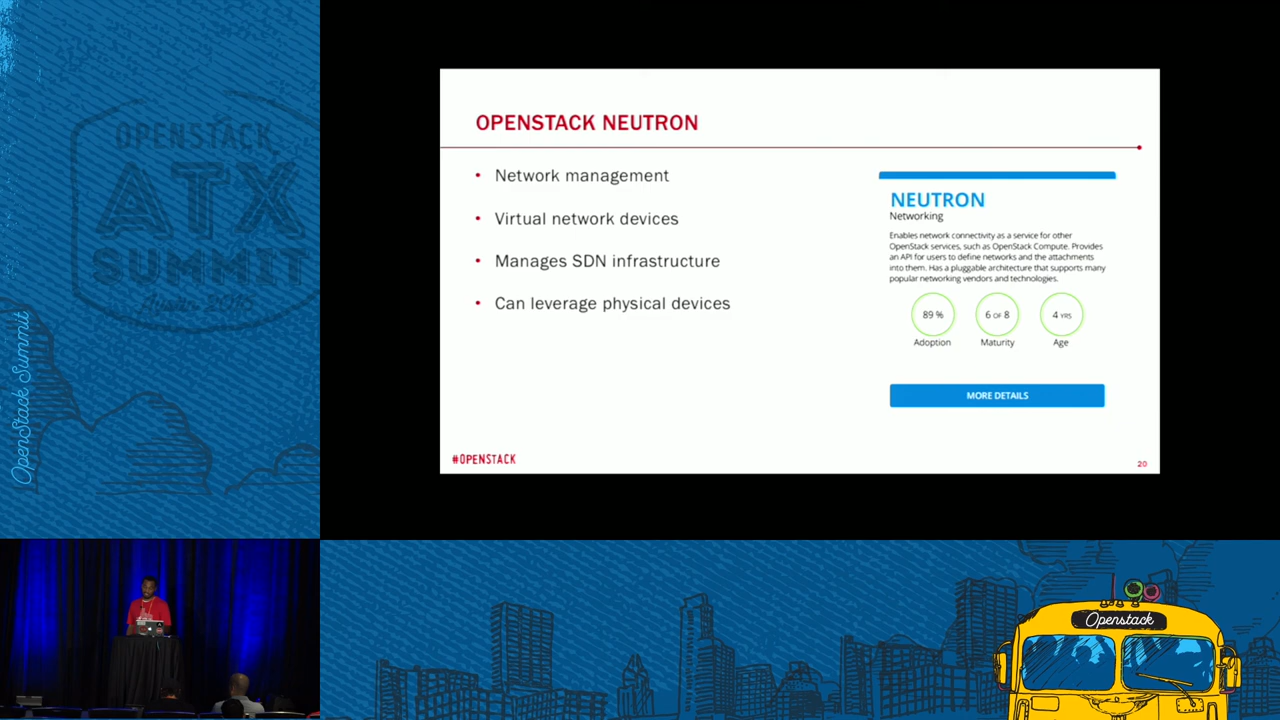 OPENSTACK
ATX
SUMMIT
Austin
OpenStack Summit
OPENSTACK NEUTRON
• Network management
• Virtual network devices
• Manages SDN infrastructure
• Can leverage physical devices
NEUTRON
Networking
Enables network connectivity as a service for other
OpenStack services, such as OpenStack Compute. Provides
an API for users to define networks and the attachments
into them. Has a pluggable architecture that supports many
popular networking vendors and technologies.
89 %
6 OF 8
4 YRS
Adoption
Maturity
Age
MORE DETAILS
#OPENSTACK
20
Openstack